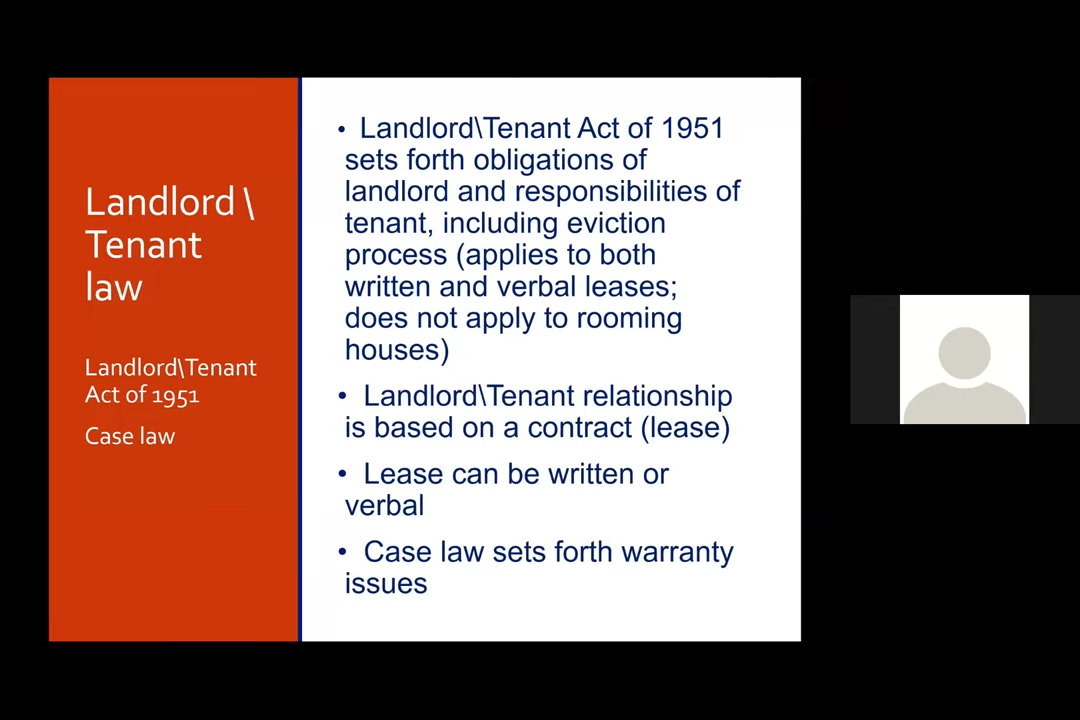 Landlord \
Tenant
law
Landlord\Tenant
Act of 1951
Case law
• Landlord\Tenant Act of 1951
sets forth obligations of
landlord and responsibilities of
tenant, including eviction
process (applies to both
written and verbal leases;
does not apply to rooming
houses)
• Landlord\Tenant relationship
is based on a contract (lease)
• Lease can be written or
verbal
• Case law sets forth warranty
issues